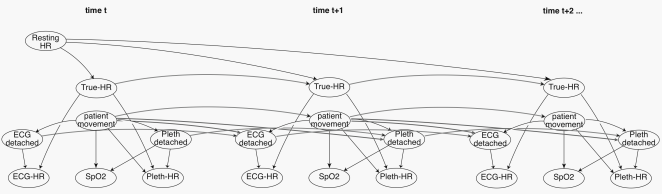 time t
time t+1
time t+2 ...
Resting
HR
True-HR
True-HR
True-HR
patient
movement
patient
movement
patient
movement
ECG
detached
Pleth
detached
ECG
detached
Pleth
detached
ECG
detached
Pleth
detached
ECG-HR
SpO2
Pleth-HR
ECG-HR
SpO2
Pleth-HR
ECG-HR
SpO2
Pleth-HR